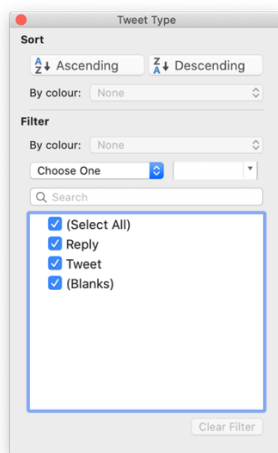 Tweet Type
Sort
A Z Ascending Z A Descending
By colour: None
Filter
By colour: None
Choose One
Search
(Select All)
Reply
Tweet
(Blanks)
Clear Filter